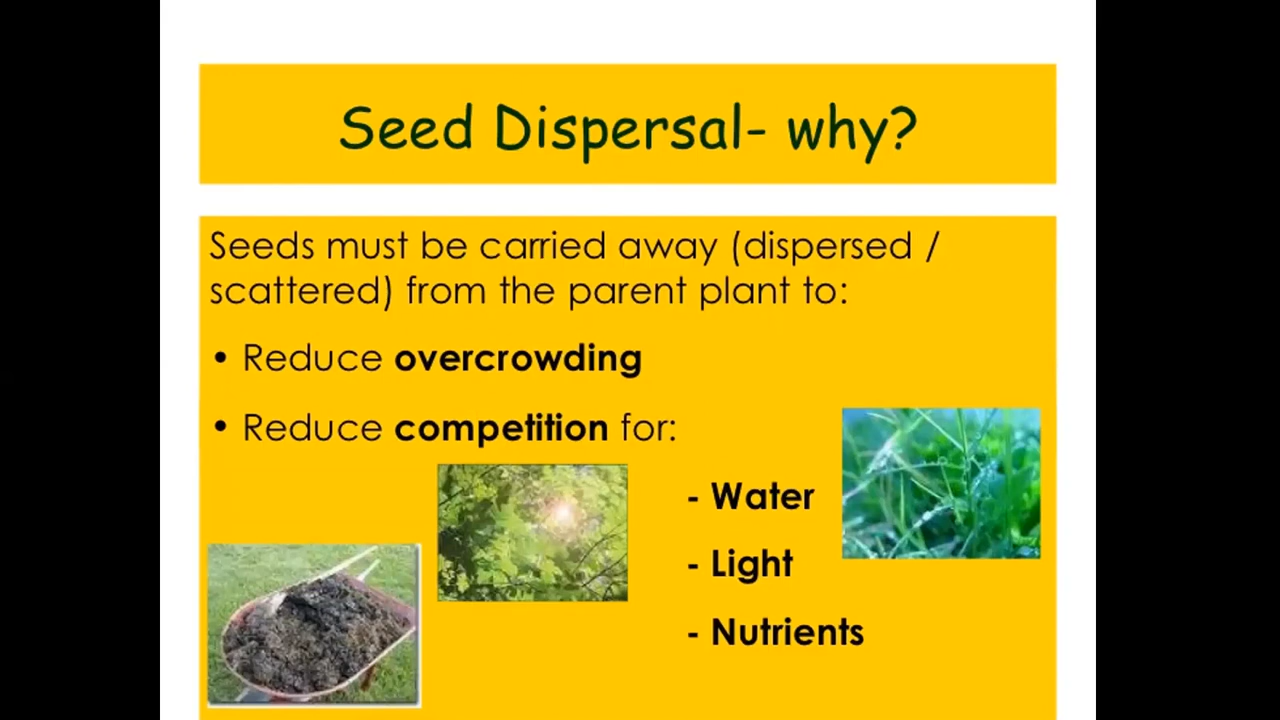 Seed Dispersal- why?
Seeds must be carried away (dispersed /
scattered) from the parent plant to:
• Reduce overcrowding
• Reduce competition for:
- Water
- Light
- Nutrients